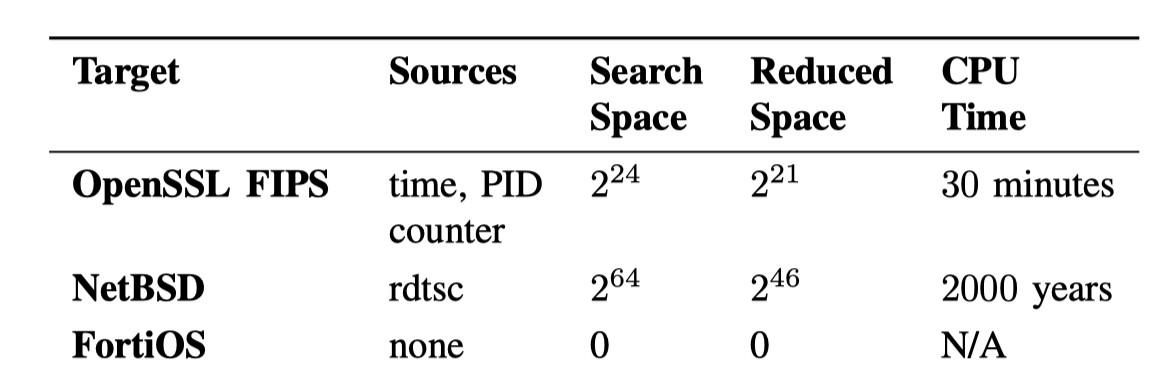 Target Sources Search Space Reduced Space CPU Time
OpenSSL FIPS time, PID counter 2^24 2^21 30 minutes
NetBSD rdtsc 2^64 2^46 2000 years
FortiOS none 0 0 N/A